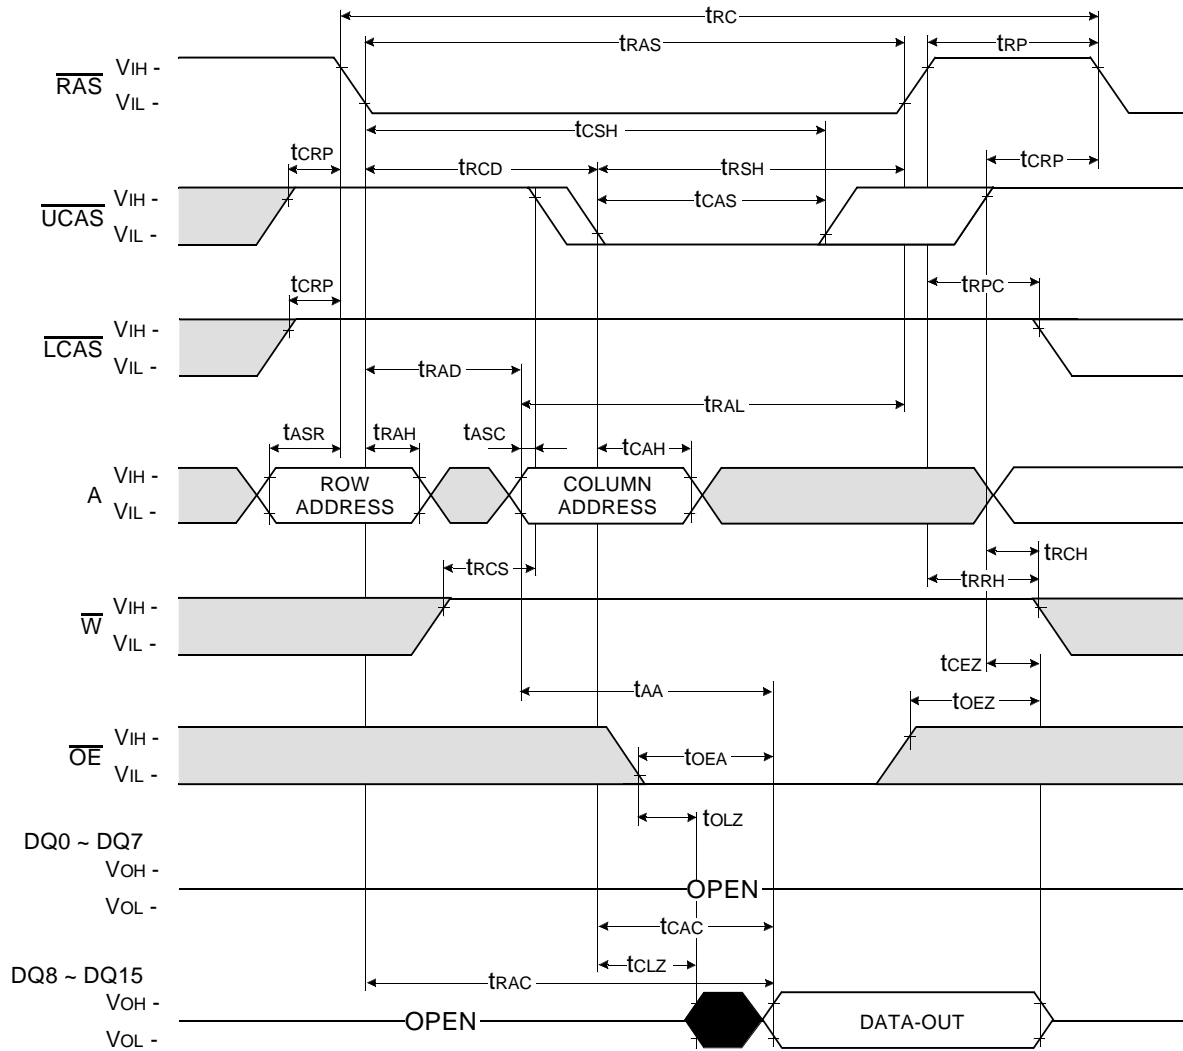 tRC
tRAS
tRP
RAS
VIH -
VIL -
tCSH
tCRP
tRCD
tRSH
tCRP
UCAS
VIH -
VIL -
tCAS
tCRP
tRPC
LCAS
VIH -
VIL -
tRAD
tRAL
tASR
tRAH
tASC
tCAH
A
VIH -
VIL -
ROW
ADDRESS
COLUMN
ADDRESS
tRCS
tRCH
tRRH
W
VIH -
VIL -
tCEZ
tAA
tOEZ
OE
VIH -
VIL -
tOEA
tOLZ
DQ0 ~ DQ7
VOH -
VOL -
OPEN
tCAC
tCLZ
DQ8 ~ DQ15
tRAC
VOH -
VOL -
OPEN
DATA-OUT